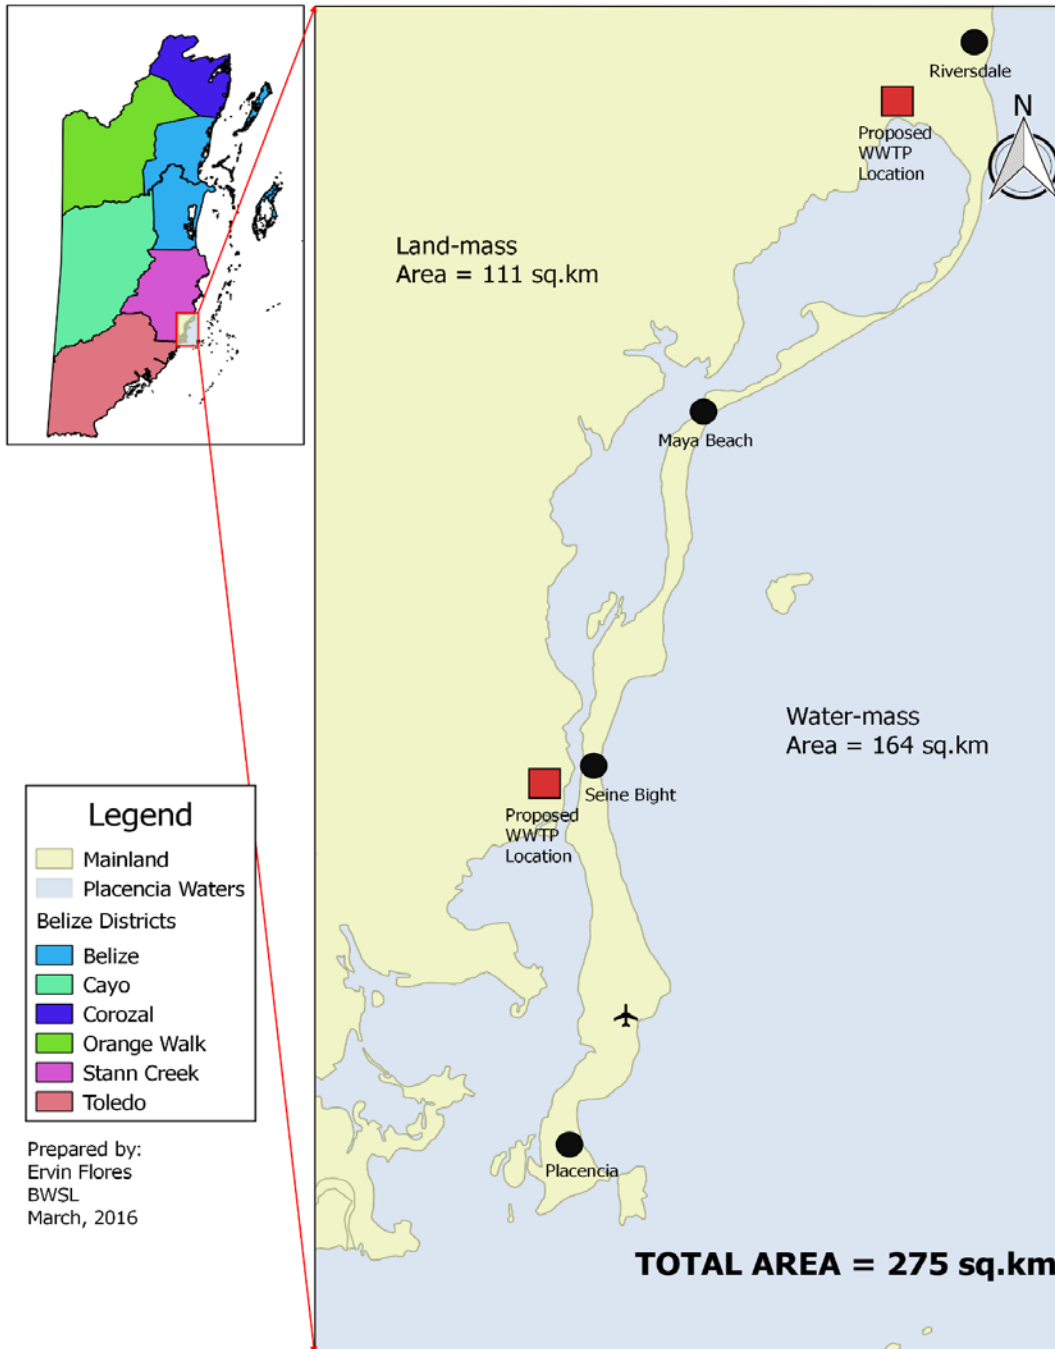 Riversdale
N
Proposed
WWTP
Location
Land-mass
Area = 111 sq.km
Maya Beach
Water-mass
Area = 164 sq.km
Seine Bight
Proposed
WWTP
Location
Legend
Mainland
Placencia Waters
Belize Districts
Belize
Cayo
Corozal
Orange Walk
Stann Creek
Toledo
Prepared by:
Ervin Flores
BWSL
March, 2016
Placencia
TOTAL AREA = 275 sq.km